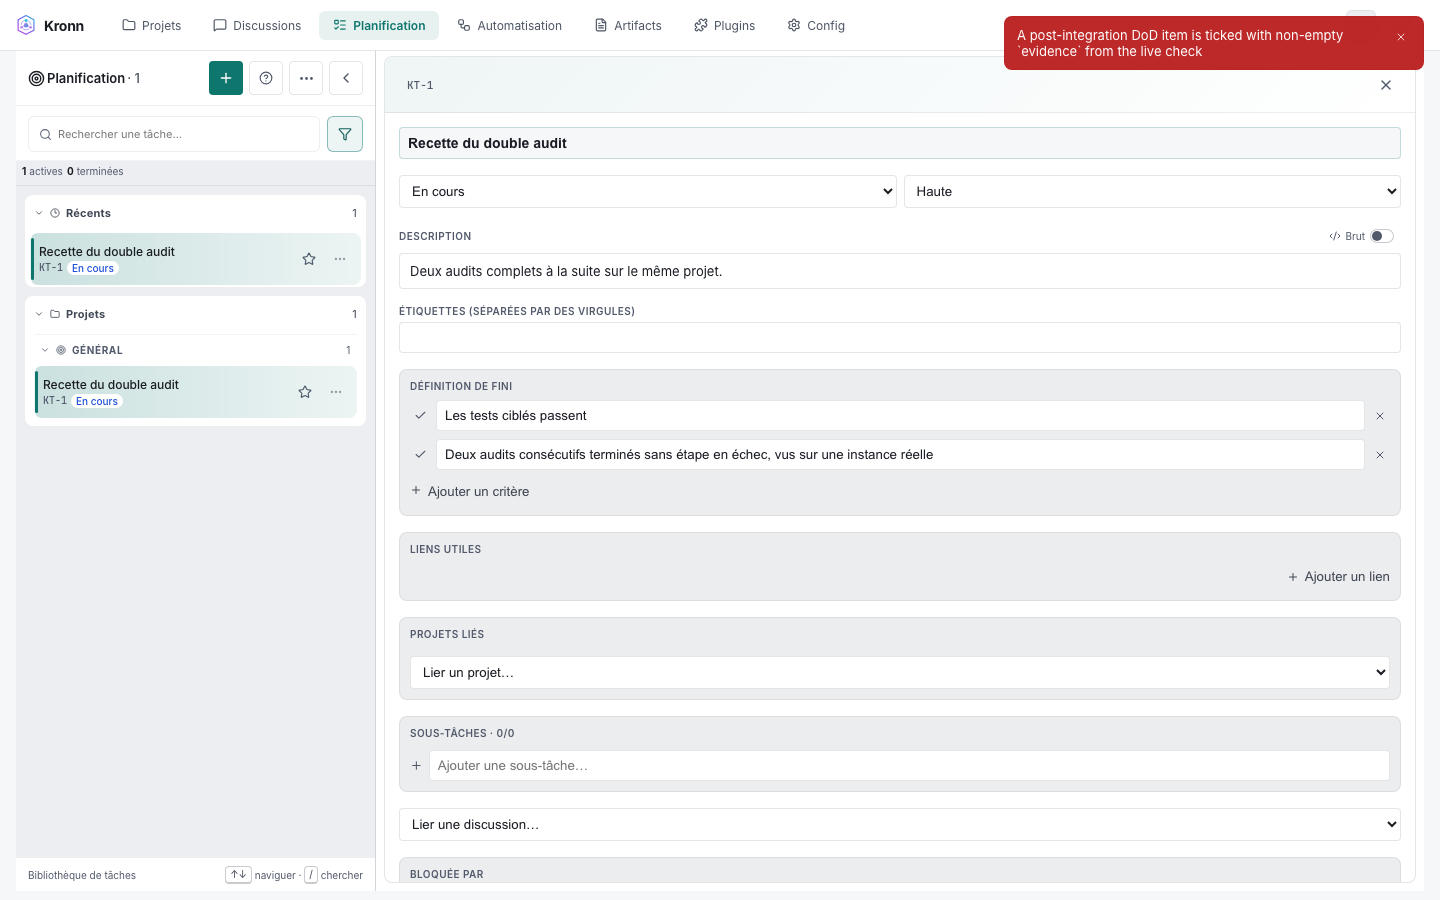 Kronn
Projets
Discussions
Planification
Automatisation
Artifacts
Plugins
Config
A post-integration DoD item is ticked with non-empty
`evidence` from the live check
Planification · 1
Rechercher une tâche...
1 actives 0 terminées
Récents 1
Recette du double audit
KT-1 En cours
Projets 1
GÉNÉRAL 1
Recette du double audit
KT-1 En cours
Bibliothèque de tâches
↑↓ naviguer · / chercher
KT-1
Recette du double audit
En cours
Haute
DESCRIPTION
</> Brut
Deux audits complets à la suite sur le même projet.
ÉTIQUETTES (SÉPARÉES PAR DES VIRGULES)
DÉFINITION DE FINI
Les tests ciblés passent
Deux audits consécutifs terminés sans étape en échec, vus sur une instance réelle
+ Ajouter un critère
LIENS UTILES
+ Ajouter un lien
PROJETS LIÉS
Lier un projet...
SOUS-TÂCHES · 0/0
+ Ajouter une sous-tâche...
Lier une discussion...
BLOQUÉE PAR